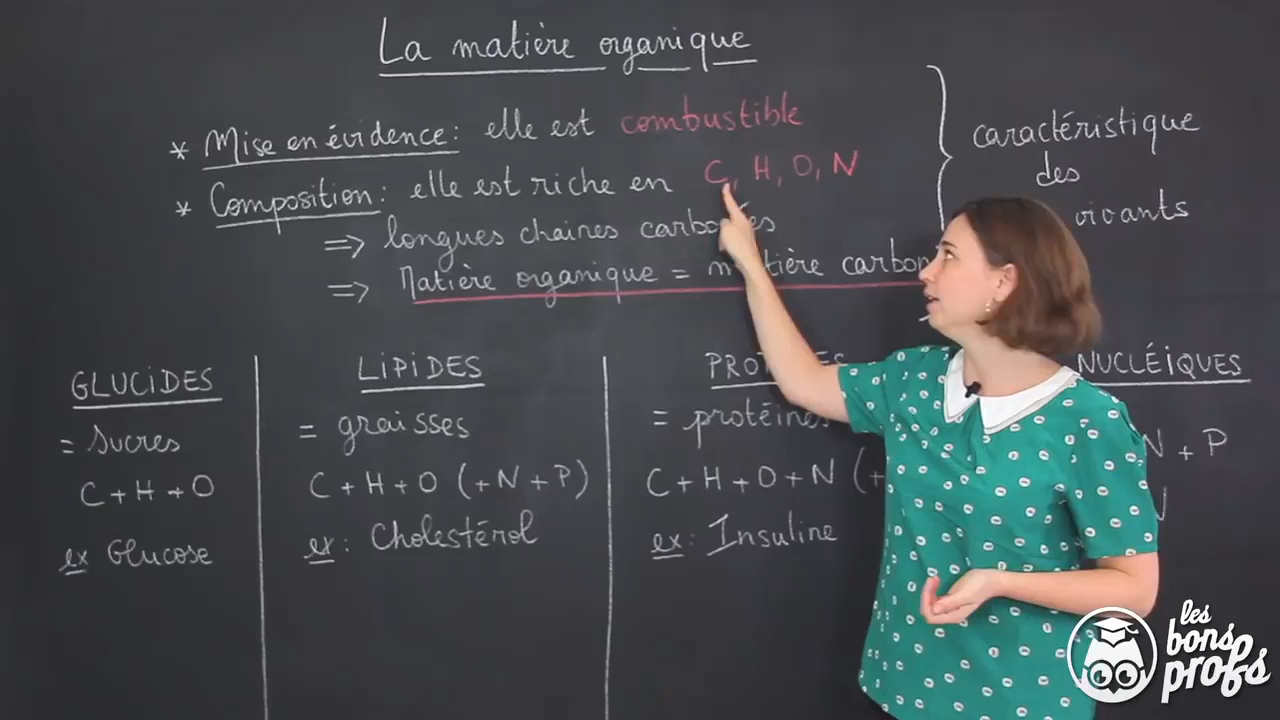 La matière organique
* Mise en évidence : elle est combustible
* Composition : elle est riche en C, H, O, N
=> longues chaines
=> Matière organique =
caractéristique
des
vivants
GLUCIDES
= Sucres
C + H + O
ex Glucose
LIPIDES
= graisses
C + H + O (+ N + P)
ex : Cholestérol
= protéines
C + H + O + N (+
ex : Insuline
NUCLÉIQUES
N + P
N
les bons profs